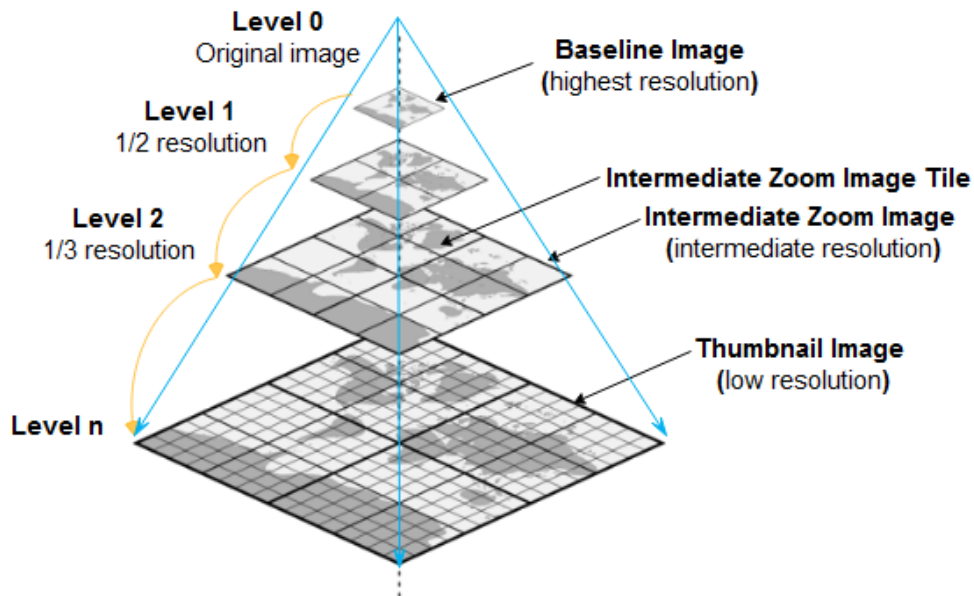 Level 0
Original image
Baseline Image
(highest resolution)
Level 1
1/2 resolution
Intermediate Zoom Image Tile
Level 2
1/3 resolution
Intermediate Zoom Image
(intermediate resolution)
Thumbnail Image
(low resolution)
Level n